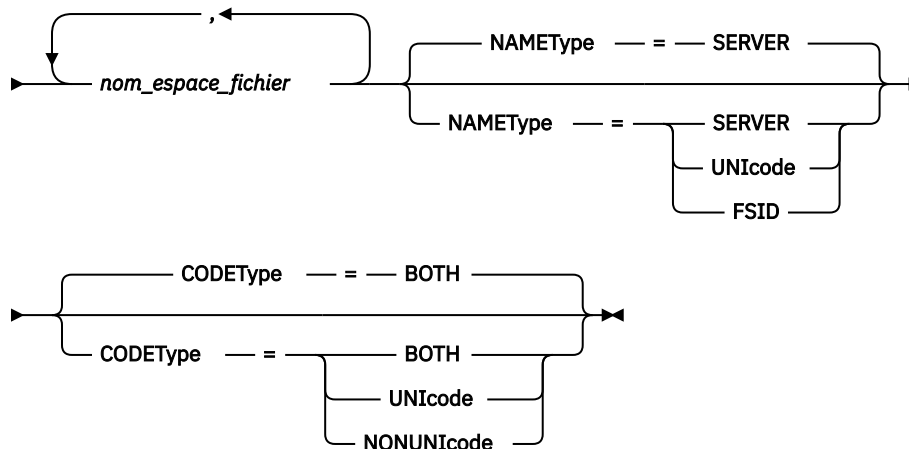 ,
NAMEType = SERVER
nom_espace_fichier
NAMEType = SERVER
UNIcode
FSID
CODEType = BOTH
CODEType = BOTH
UNIcode
NONUNIcode